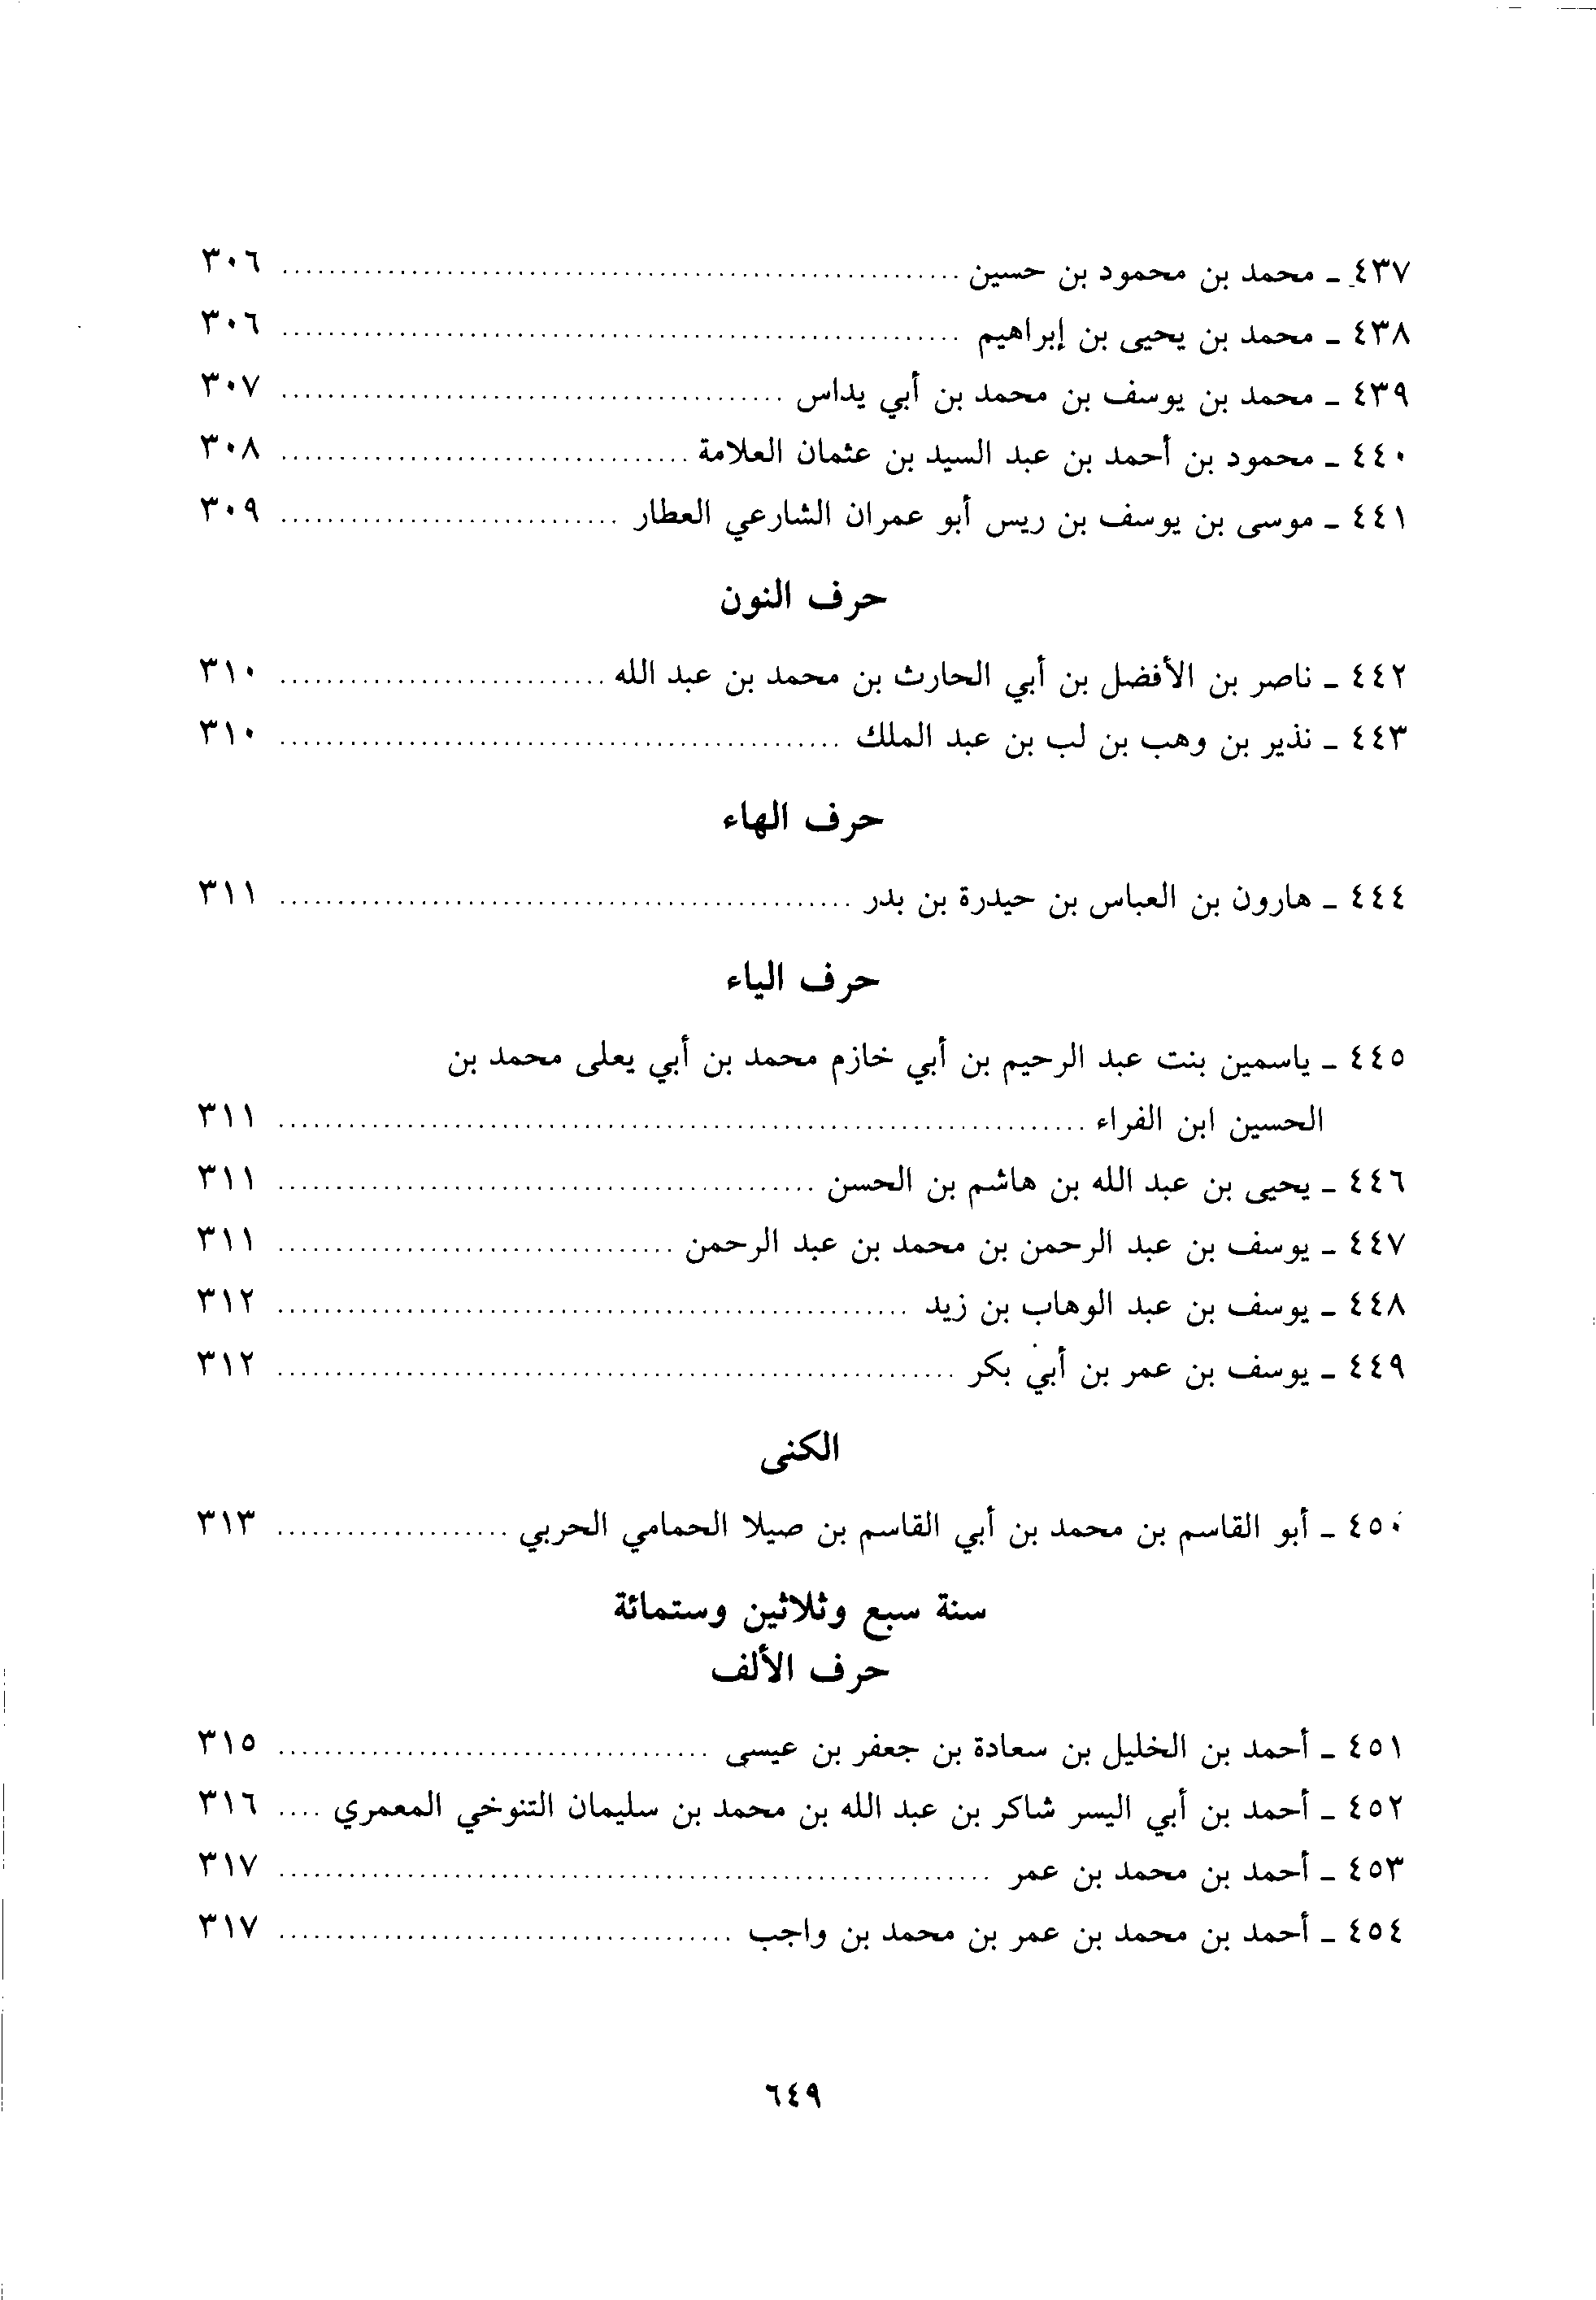 ٤٣٧ - محمد بن محمود بن حسين ............ ٣٠٦
٤٣٨ - محمد بن يحيى بن إبراهيم ............ ٣٠٦
٤٣٩ - محمد بن يوسف بن محمد بن أبي يداس ............ ٣٠٧
٤٤٠ - محمود بن أحمد بن عبد السيد بن عثمان العلامة ............ ٣٠٨
٤٤١ - موسى بن يوسف بن ريس أبو عمران الشارعي العطار ............ ٣٠٩
حرف النون
٤٤٢ - ناصر بن الأفضل بن أبي الحارث بن محمد بن عبد الله ............ ٣١٠
٤٤٣ - نذير بن وهب بن لب بن عبد الملك ............ ٣١٠
حرف الهاء
٤٤٤ - هارون بن العباس بن حيدرة بن بدر ............ ٣١١
حرف الياء
٤٤٥ - ياسمين بنت عبد الرحيم بن أبي خازم محمد بن أبي يعلى محمد بن
الحسين ابن الفراء ............ ٣١١
٤٤٦ - يحيى بن عبد الله بن هاشم بن الحسن ............ ٣١١
٤٤٧ - يوسف بن عبد الرحمن بن محمد بن عبد الرحمن ............ ٣١١
٤٤٨ - يوسف بن عبد الوهاب بن زيد ............ ٣١٢
٤٤٩ - يوسف بن عمر بن أبي بكر ............ ٣١٢
الكنى
٤٥٠ - أبو القاسم بن محمد بن أبي القاسم بن صيلا الحمامي الحربي ............ ٣١٣
سنة سبع وثلاثين وستمائة
حرف الألف
٤٥١ - أحمد بن الخليل بن سعادة بن جعفر بن عيسى ............ ٣١٥
٤٥٢ - أحمد بن أبي اليسر شاكر بن عبد الله بن محمد بن سليمان التنوخي المعمري .... ٣١٦
٤٥٣ - أحمد بن محمد بن عمر ............ ٣١٧
٤٥٤ - أحمد بن محمد بن عمر بن محمد بن واجب ............ ٣١٧
٦٤٩